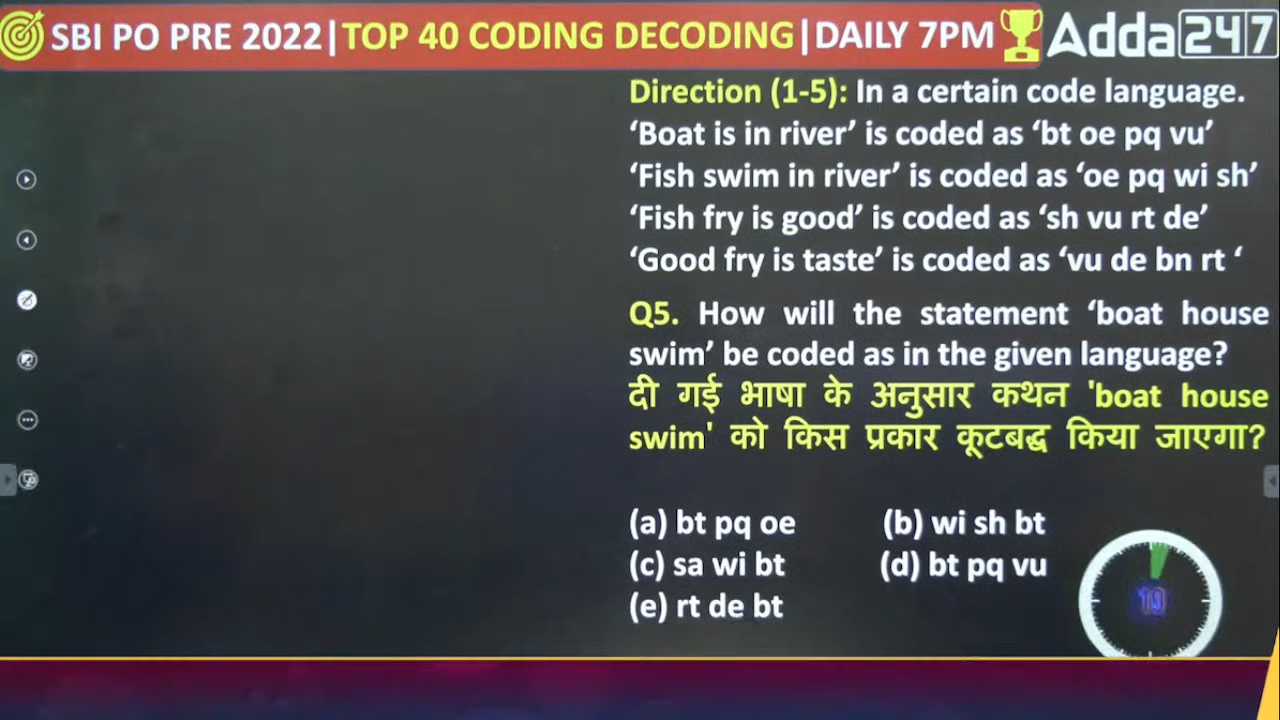 SBI PO PRE 2022|TOP 40 CODING DECODING|DAILY 7PM
Adda 247
Direction (1-5): In a certain code language.
‘Boat is in river’ is coded as ‘bt oe pq vu’
‘Fish swim in river’ is coded as ‘oe pq wi sh’
‘Fish fry is good’ is coded as ‘sh vu rt de’
‘Good fry is taste’ is coded as ‘vu de bn rt ‘
Q5. How will the statement ‘boat house
swim’ be coded as in the given language?
दी गई भाषा के अनुसार कथन 'boat house
swim' को किस प्रकार कूटबद्ध किया जाएगा?
(a) bt pq oe (b) wi sh bt
(c) sa wi bt (d) bt pq vu
(e) rt de bt